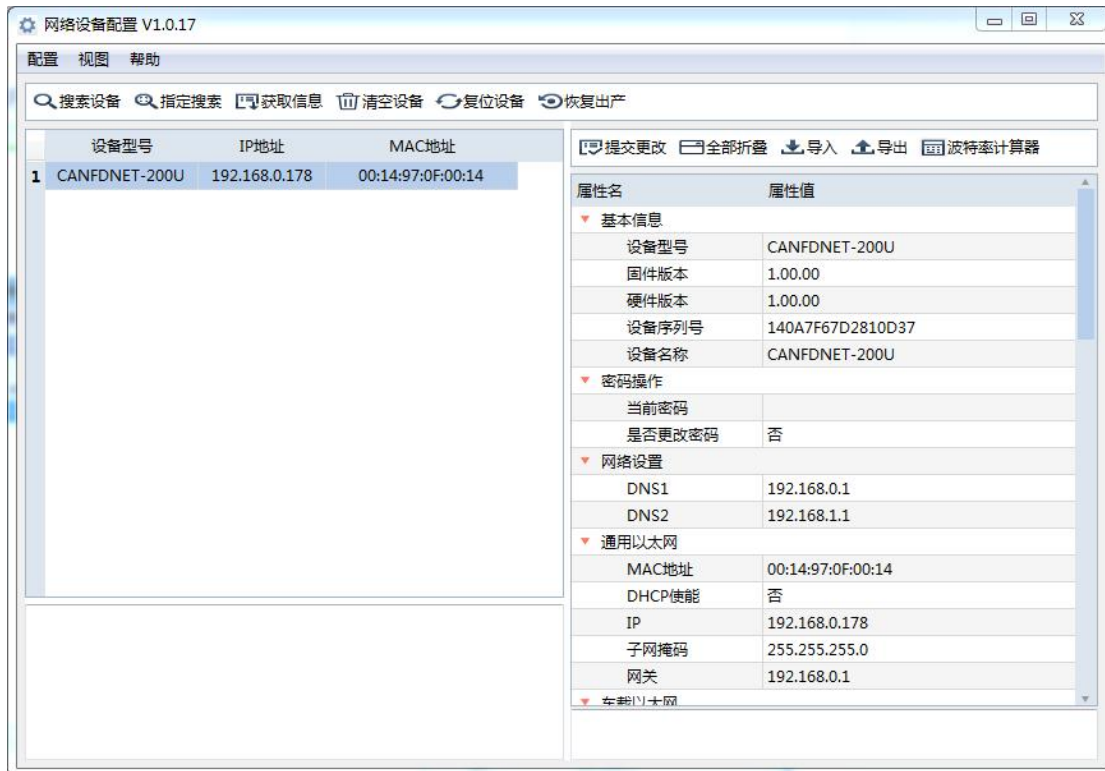 网络设备配置 V1.0.17
配置 视图 帮助
搜索设备 指定搜索 获取信息 清空设备 复位设备 恢复出产
设备型号 IP地址 MAC地址
1 CANFDNET-200U 192.168.0.178 00:14:97:0F:00:14
提交更改 全部折叠 导入 导出 波特率计算器
属性名 属性值
基本信息
设备型号 CANFDNET-200U
固件版本 1.00.00
硬件版本 1.00.00
设备序列号 140A7F67D2810D37
设备名称 CANFDNET-200U
密码操作
当前密码
是否更改密码 否
网络设置
DNS1 192.168.0.1
DNS2 192.168.1.1
通用以太网
MAC地址 00:14:97:0F:00:14
DHCP使能 否
IP 192.168.0.178
子网掩码 255.255.255.0
网关 192.168.0.1
车载以太网